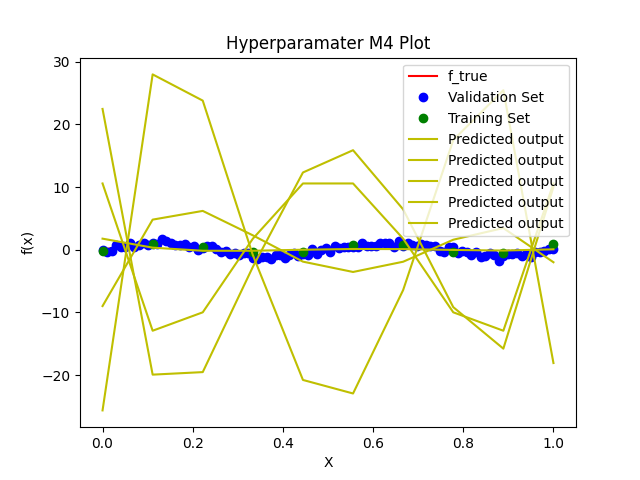 Hyperparamater M4 Plot
f_true
Validation Set
Training Set
Predicted output
Predicted output
Predicted output
Predicted output
Predicted output
30
20
10
0
−10
−20
f(x)
0.0 0.2 0.4 0.6 0.8 1.0
X